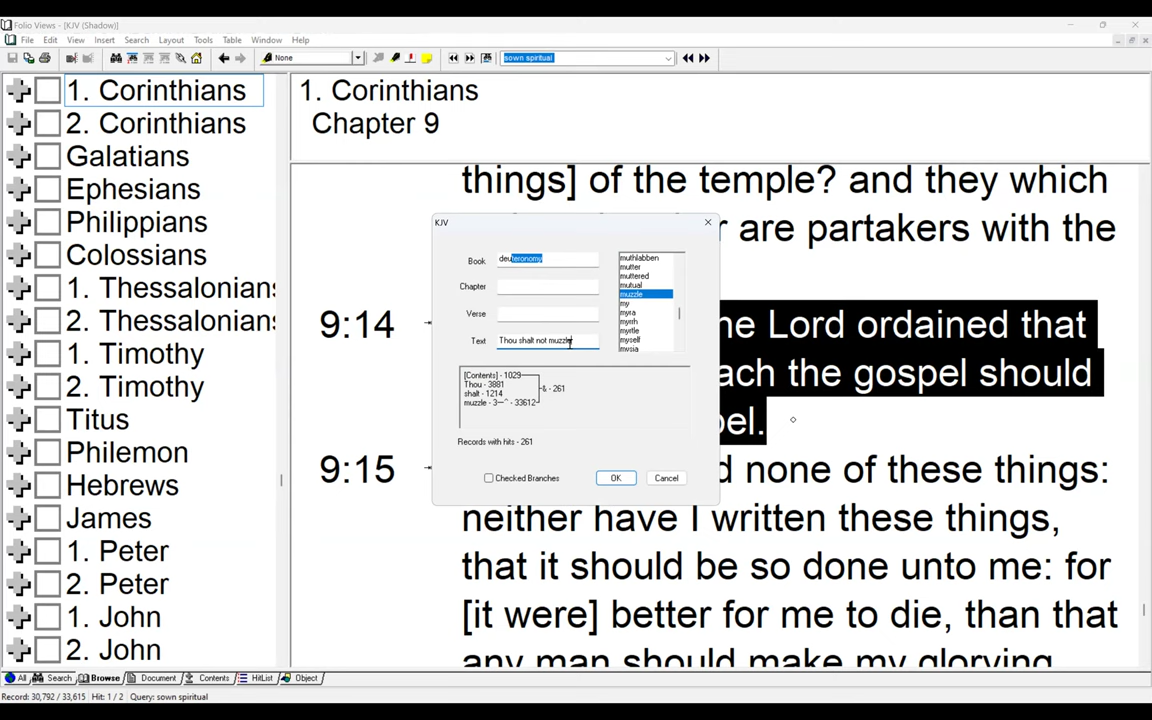 Folio Views - [KJV (Shadow)]
File Edit View Insert Search Layout Tools Table Window Help
None
sown spiritual
1. Corinthians
2. Corinthians
Galatians
Ephesians
Philippians
Colossians
1. Thessalonians
2. Thessalonians
1. Timothy
2. Timothy
Titus
Philemon
Hebrews
James
1. Peter
2. Peter
1. John
2. John
1. Corinthians
Chapter 9
things] of the temple? and they which
are partakers with the
9:14
he Lord ordained that
ach the gospel should
pel.
9:15
d none of these things:
neither have I written these things,
that it should be so done unto me: for
[it were] better for me to die, than that
any man should make my glorying
KJV
Book deuteronomy
Chapter
Verse
Text Thou shalt not muzzle
muthlabben
mutter
muttered
mutual
muzzle
my
myra
myrrh
myrtle
myself
mysia
[Contents] - 1029
Thou - 3881
shalt - 1214
muzzle - 3 ^ - 33612
& - 261
Records with hits - 261
Checked Branches
OK
Cancel
All Search Browse Document Contents HitList Object
Record: 30,792 / 33,615 Hit: 1 / 2 Query: sown spiritual